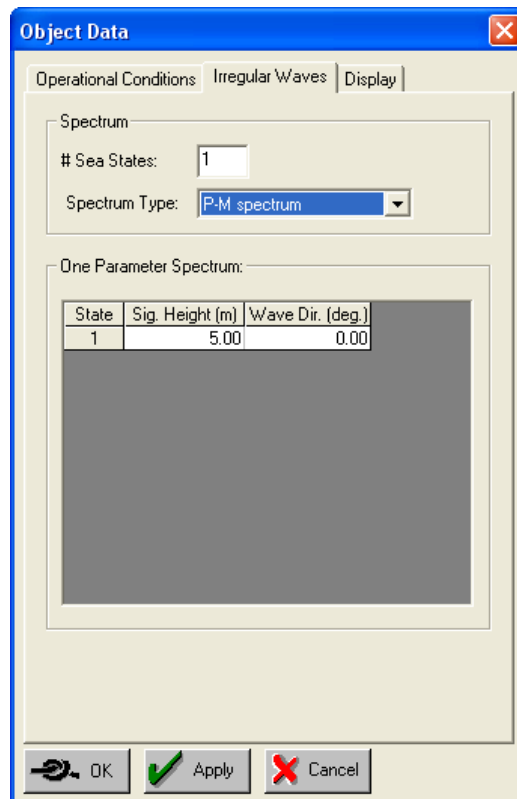 Object Data
Operational Conditions Irregular Waves Display
Spectrum
# Sea States: 1
Spectrum Type: P-M spectrum
One Parameter Spectrum:
State Sig. Height (m) Wave Dir. (deg.)
1 5.00 0.00
OK Apply Cancel